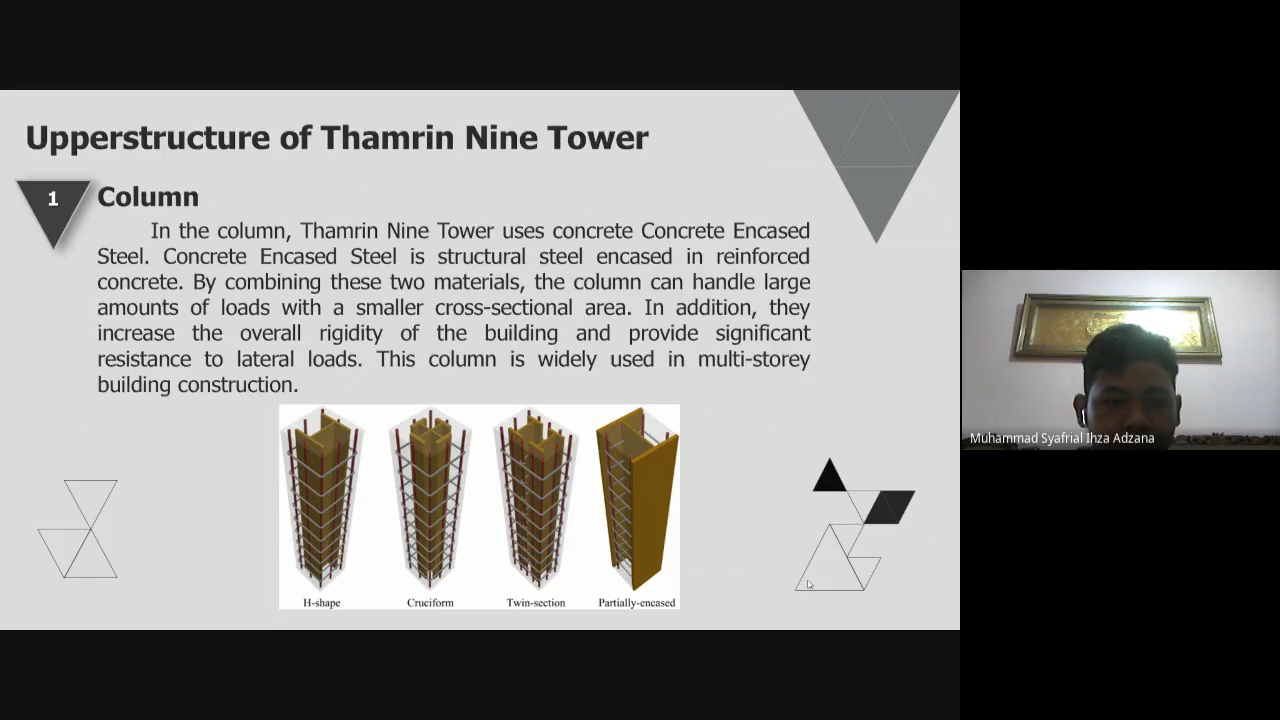 Upperstructure of Thamrin Nine Tower
1
Column
In the column, Thamrin Nine Tower uses concrete Concrete Encased
Steel. Concrete Encased Steel is structural steel encased in reinforced
concrete. By combining these two materials, the column can handle large
amounts of loads with a smaller cross-sectional area. In addition, they
increase the overall rigidity of the building and provide significant
resistance to lateral loads. This column is widely used in multi-storey
building construction.
H-shape
Cruciform
Twin-section
Partially-encased
Muhammad Syafrial Ihza Adzana